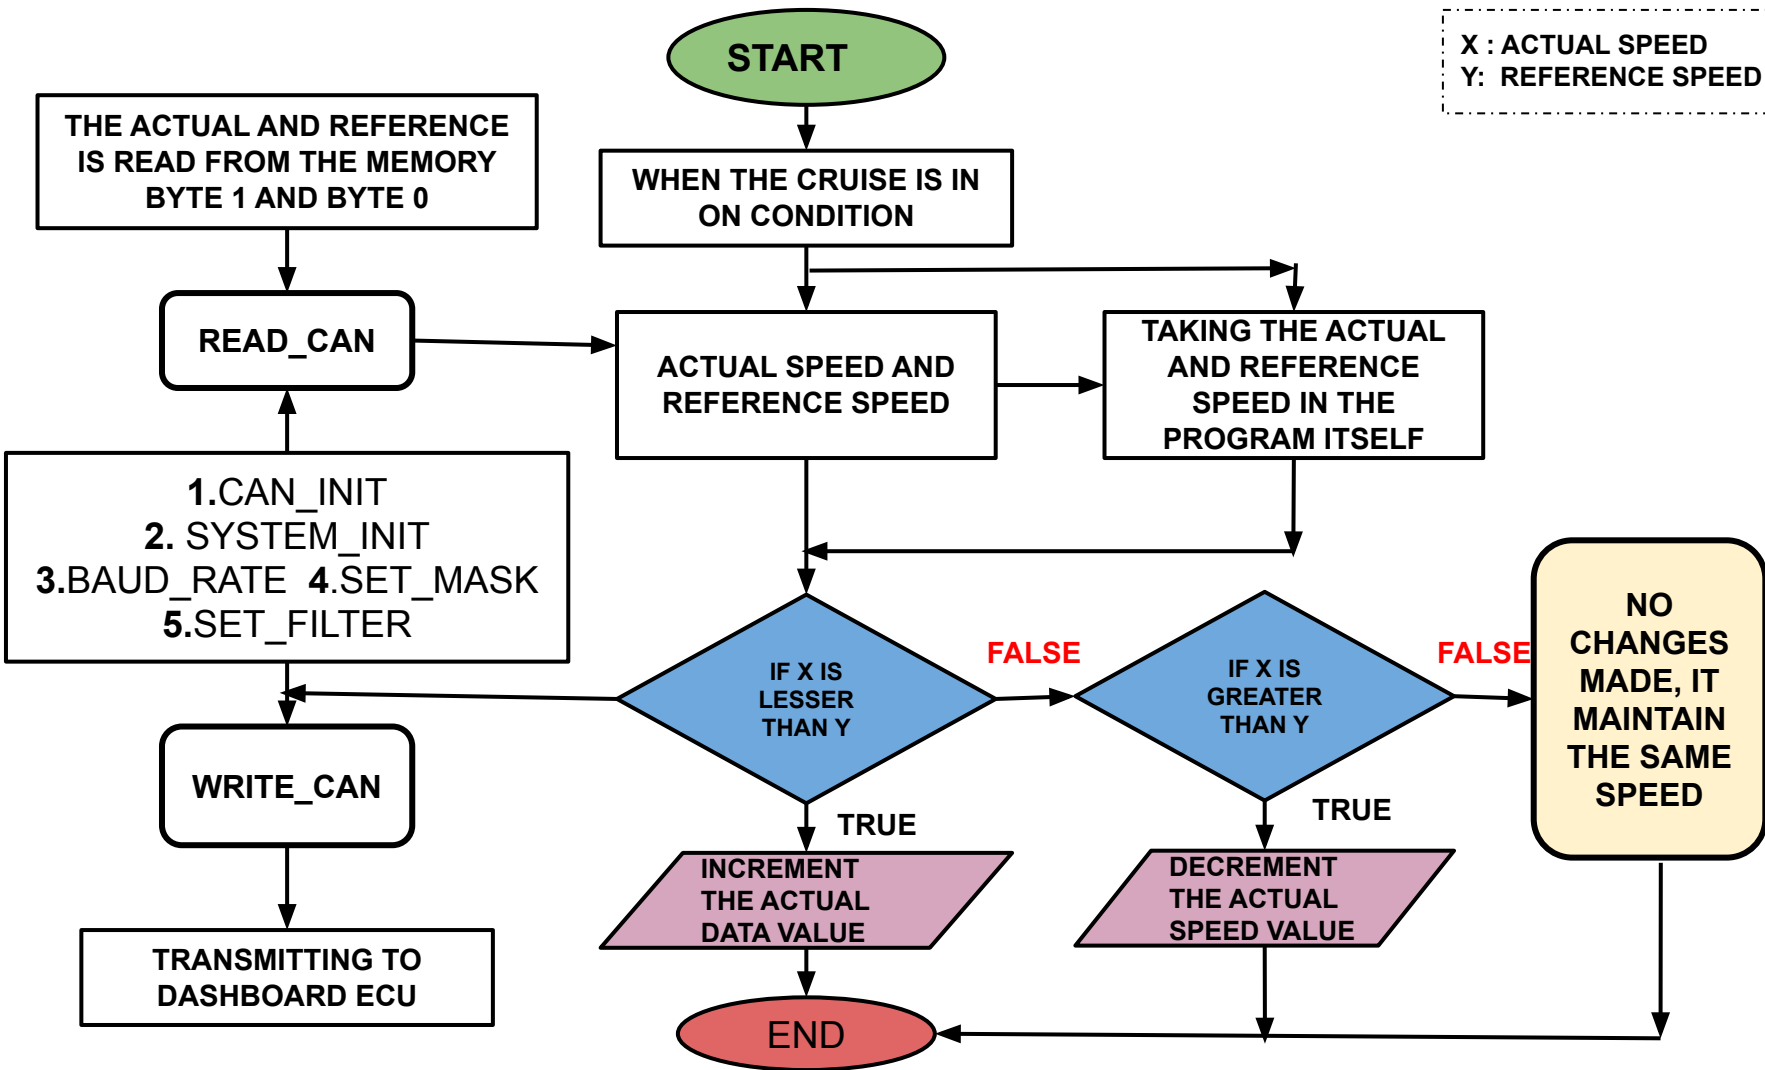 START
X : ACTUAL SPEED
Y: REFERENCE SPEED
THE ACTUAL AND REFERENCE
IS READ FROM THE MEMORY
BYTE 1 AND BYTE 0
WHEN THE CRUISE IS IN
ON CONDITION
READ_CAN
ACTUAL SPEED AND
REFERENCE SPEED
TAKING THE ACTUAL
AND REFERENCE
SPEED IN THE
PROGRAM ITSELF
1.CAN_INIT
2. SYSTEM_INIT
3.BAUD_RATE 4.SET_MASK
5.SET_FILTER
IF X IS
LESSER
THAN Y
FALSE
IF X IS
GREATER
THAN Y
FALSE
NO
CHANGES
MADE, IT
MAINTAIN
THE SAME
SPEED
WRITE_CAN
TRUE
TRUE
INCREMENT
THE ACTUAL
DATA VALUE
DECREMENT
THE ACTUAL
SPEED VALUE
TRANSMITTING TO
DASHBOARD ECU
END